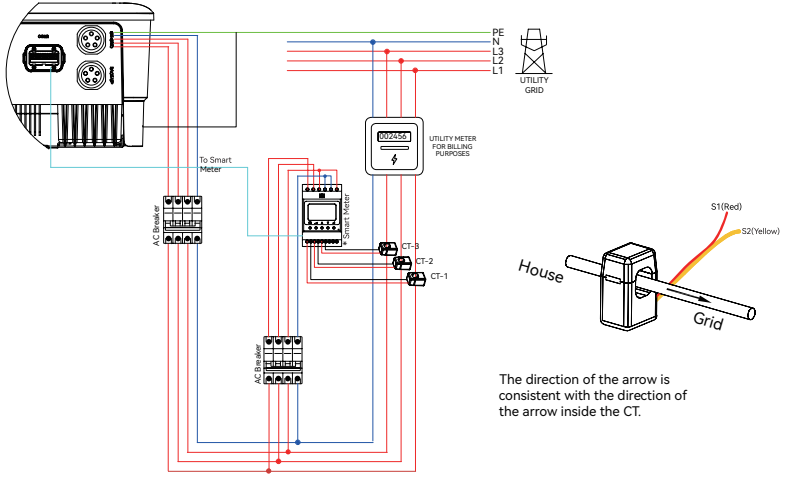 PE
N
L3
L2
L1
UTILITY
GRID
002456
UTILITY METER
FOR BILLING
PURPOSES
To Smart
Meter
AC Breaker
* Smart Meter
CT-3
CT-2
CT-1
AC Breaker
S1(Red)
S2(Yellow)
House
Grid
The direction of the arrow is
consistent with the direction of
the arrow inside the CT.